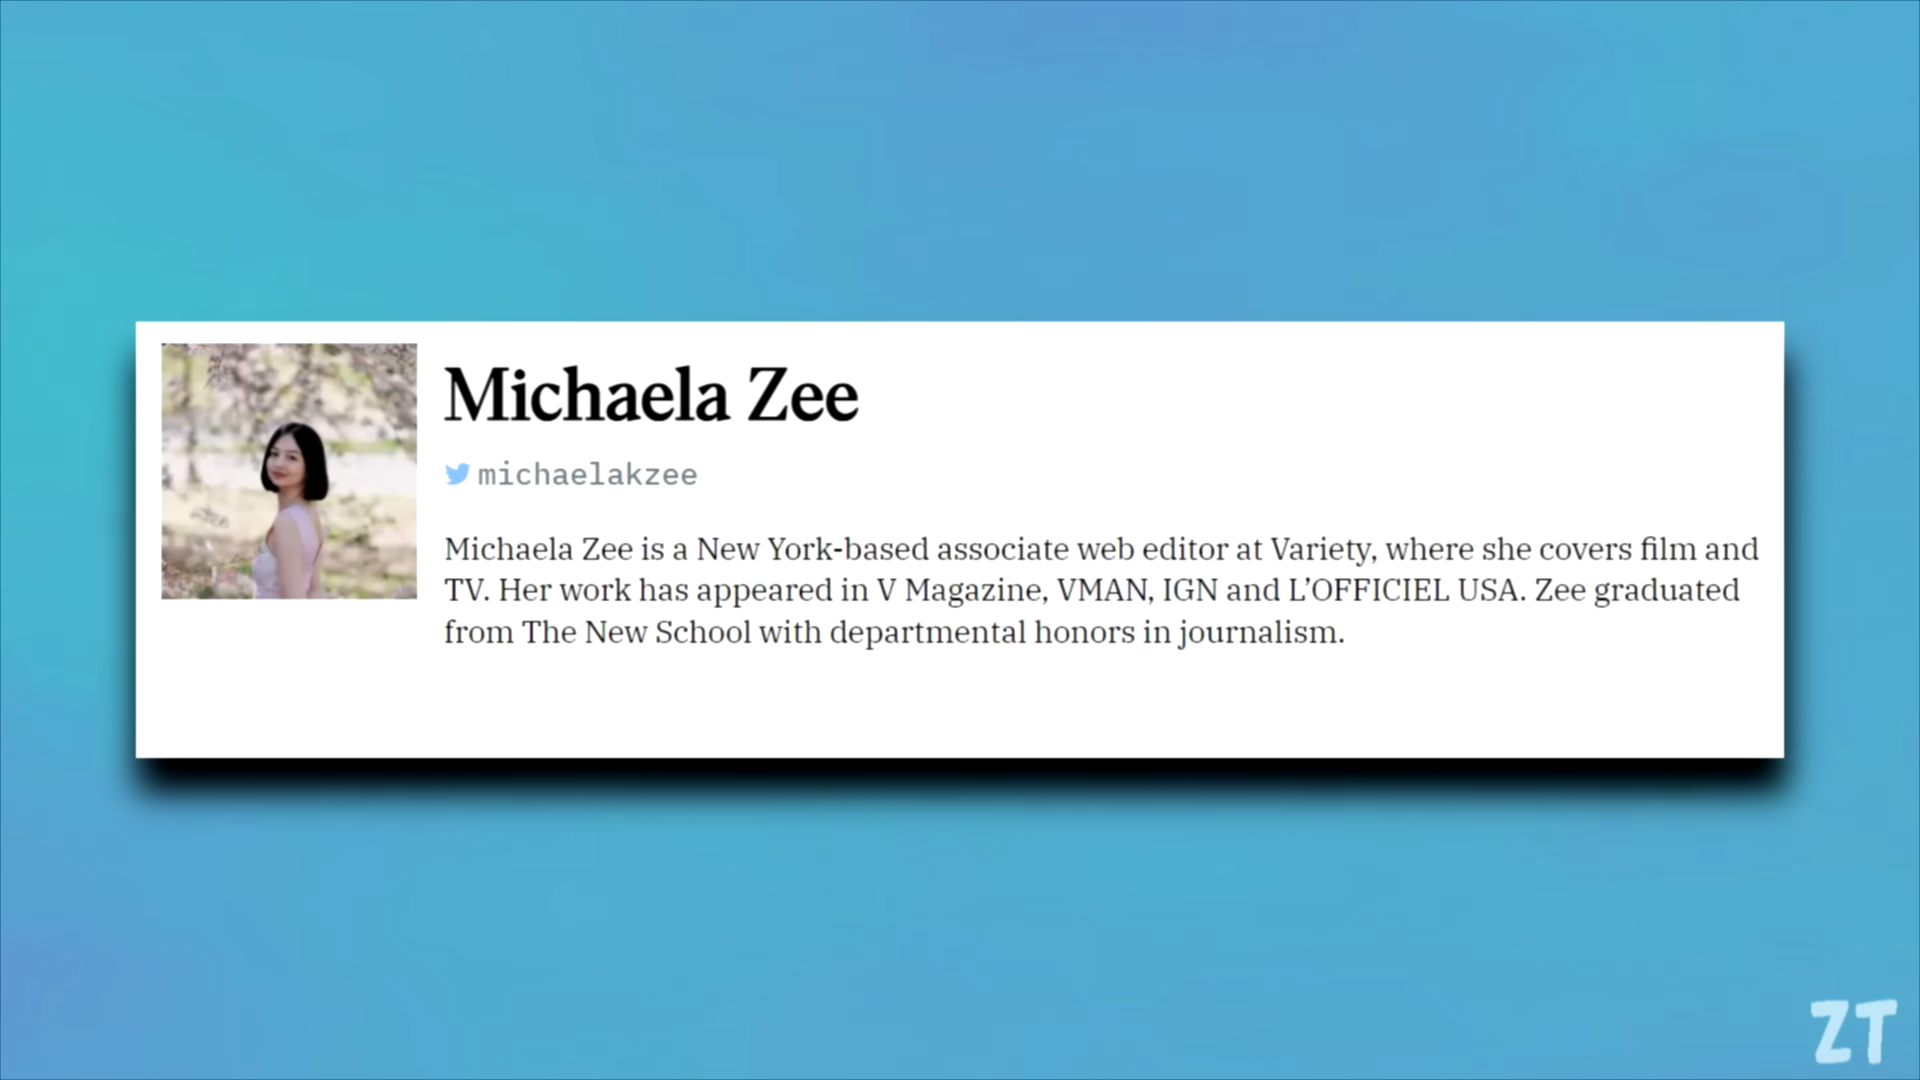 Michaela Zee
michaelakzee
Michaela Zee is a New York-based associate web editor at Variety, where she covers film and
TV. Her work has appeared in V Magazine, VMAN, IGN and L’OFFICIEL USA. Zee graduated
from The New School with departmental honors in journalism.
ZT